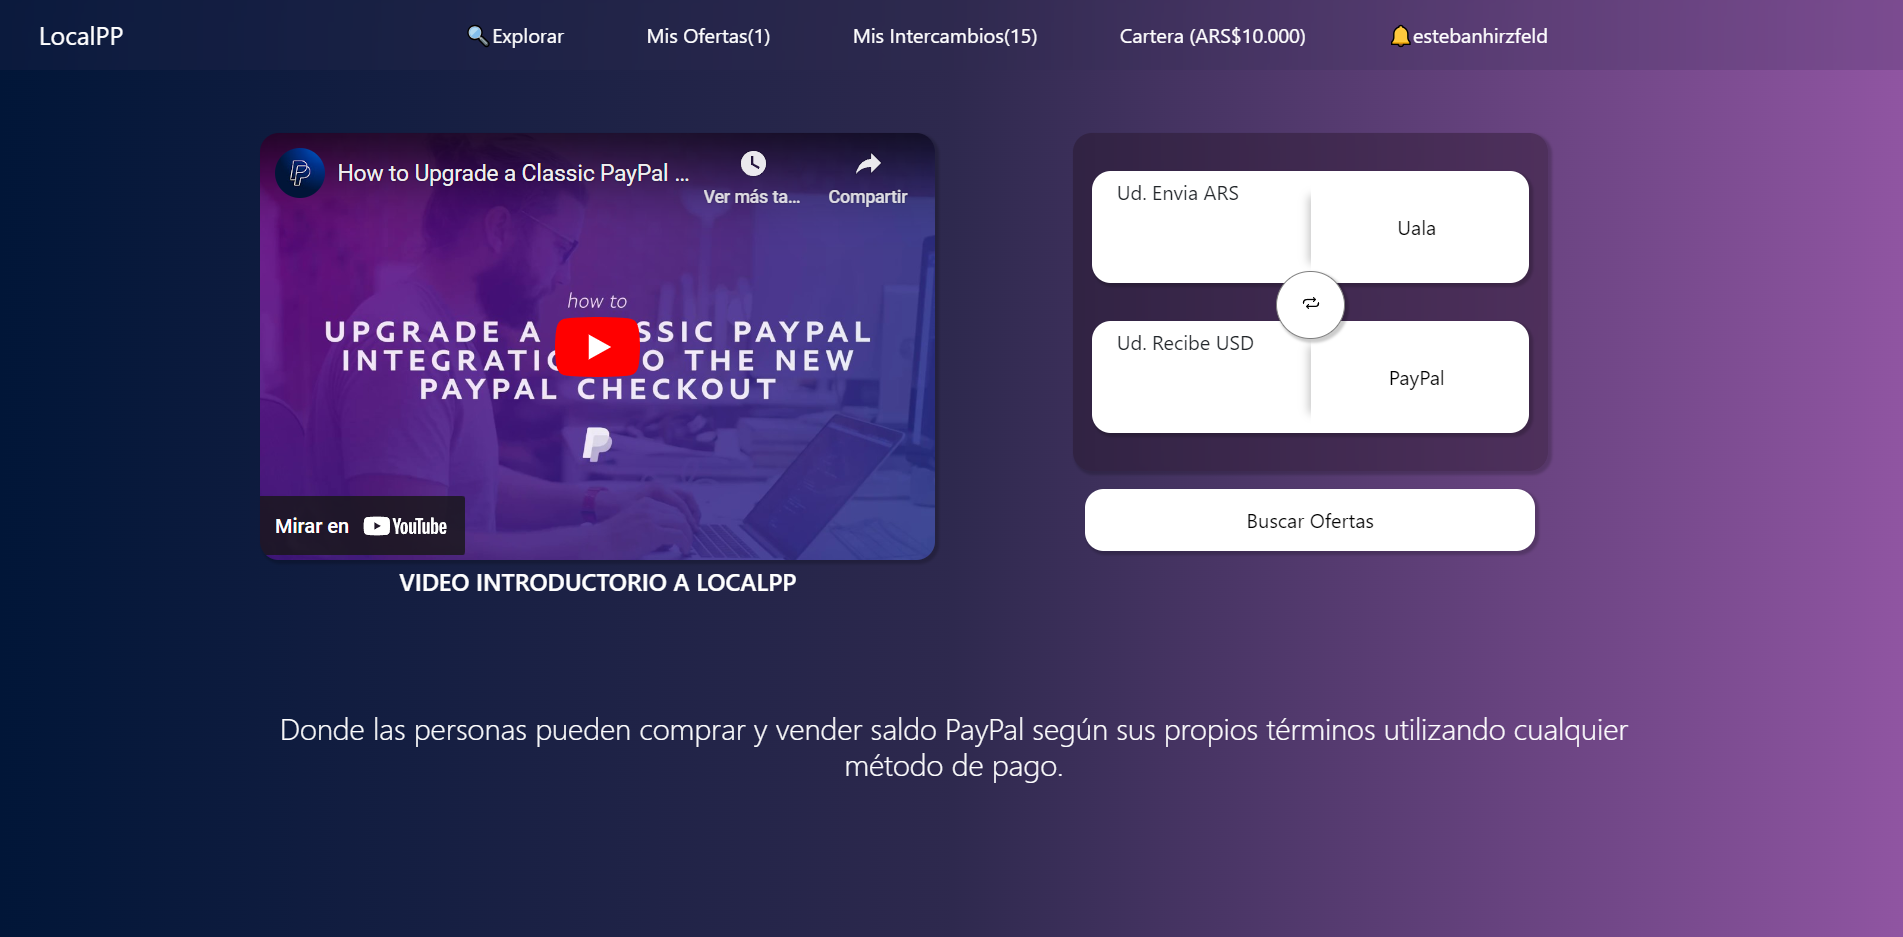 LocalPP
Explorar
Mis Ofertas(1)
Mis Intercambios(15)
Cartera (ARS$10.000)
estebanhirzfeld
How to Upgrade a Classic PayPal ...
Ver más ta...
Compartir
how to
UPGRADE A SSIC PAYPAL
INTEGRATI O THE NEW
PAYPAL CHECKOUT
Mirar en YouTube
VIDEO INTRODUCTORIO A LOCALPP
Ud. Envia ARS
Uala
Ud. Recibe USD
PayPal
Buscar Ofertas
Donde las personas pueden comprar y vender saldo PayPal según sus propios términos utilizando cualquier
método de pago.